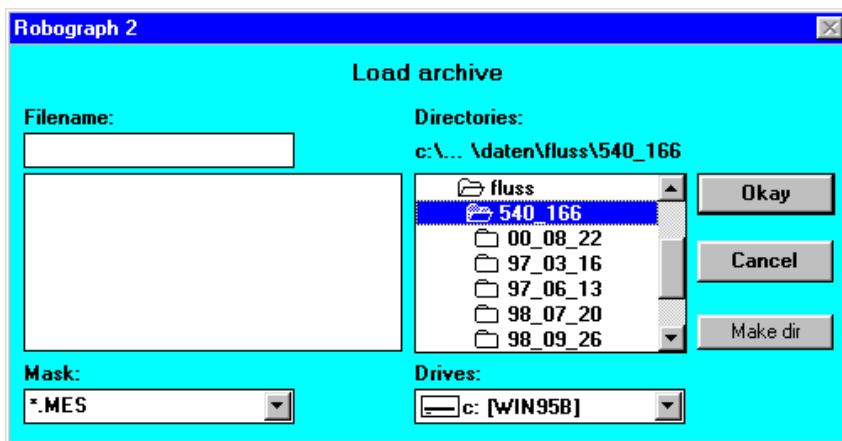 Robograph 2
Load archive
Filename:
Directories:
c:\... \daten\fluss\540_166
fluss
540_166
00_08_22
97_03_16
97_06_13
98_07_20
98_09_26
Okay
Cancel
Make dir
Mask:
*.MES
Drives:
c: [WIN95B]